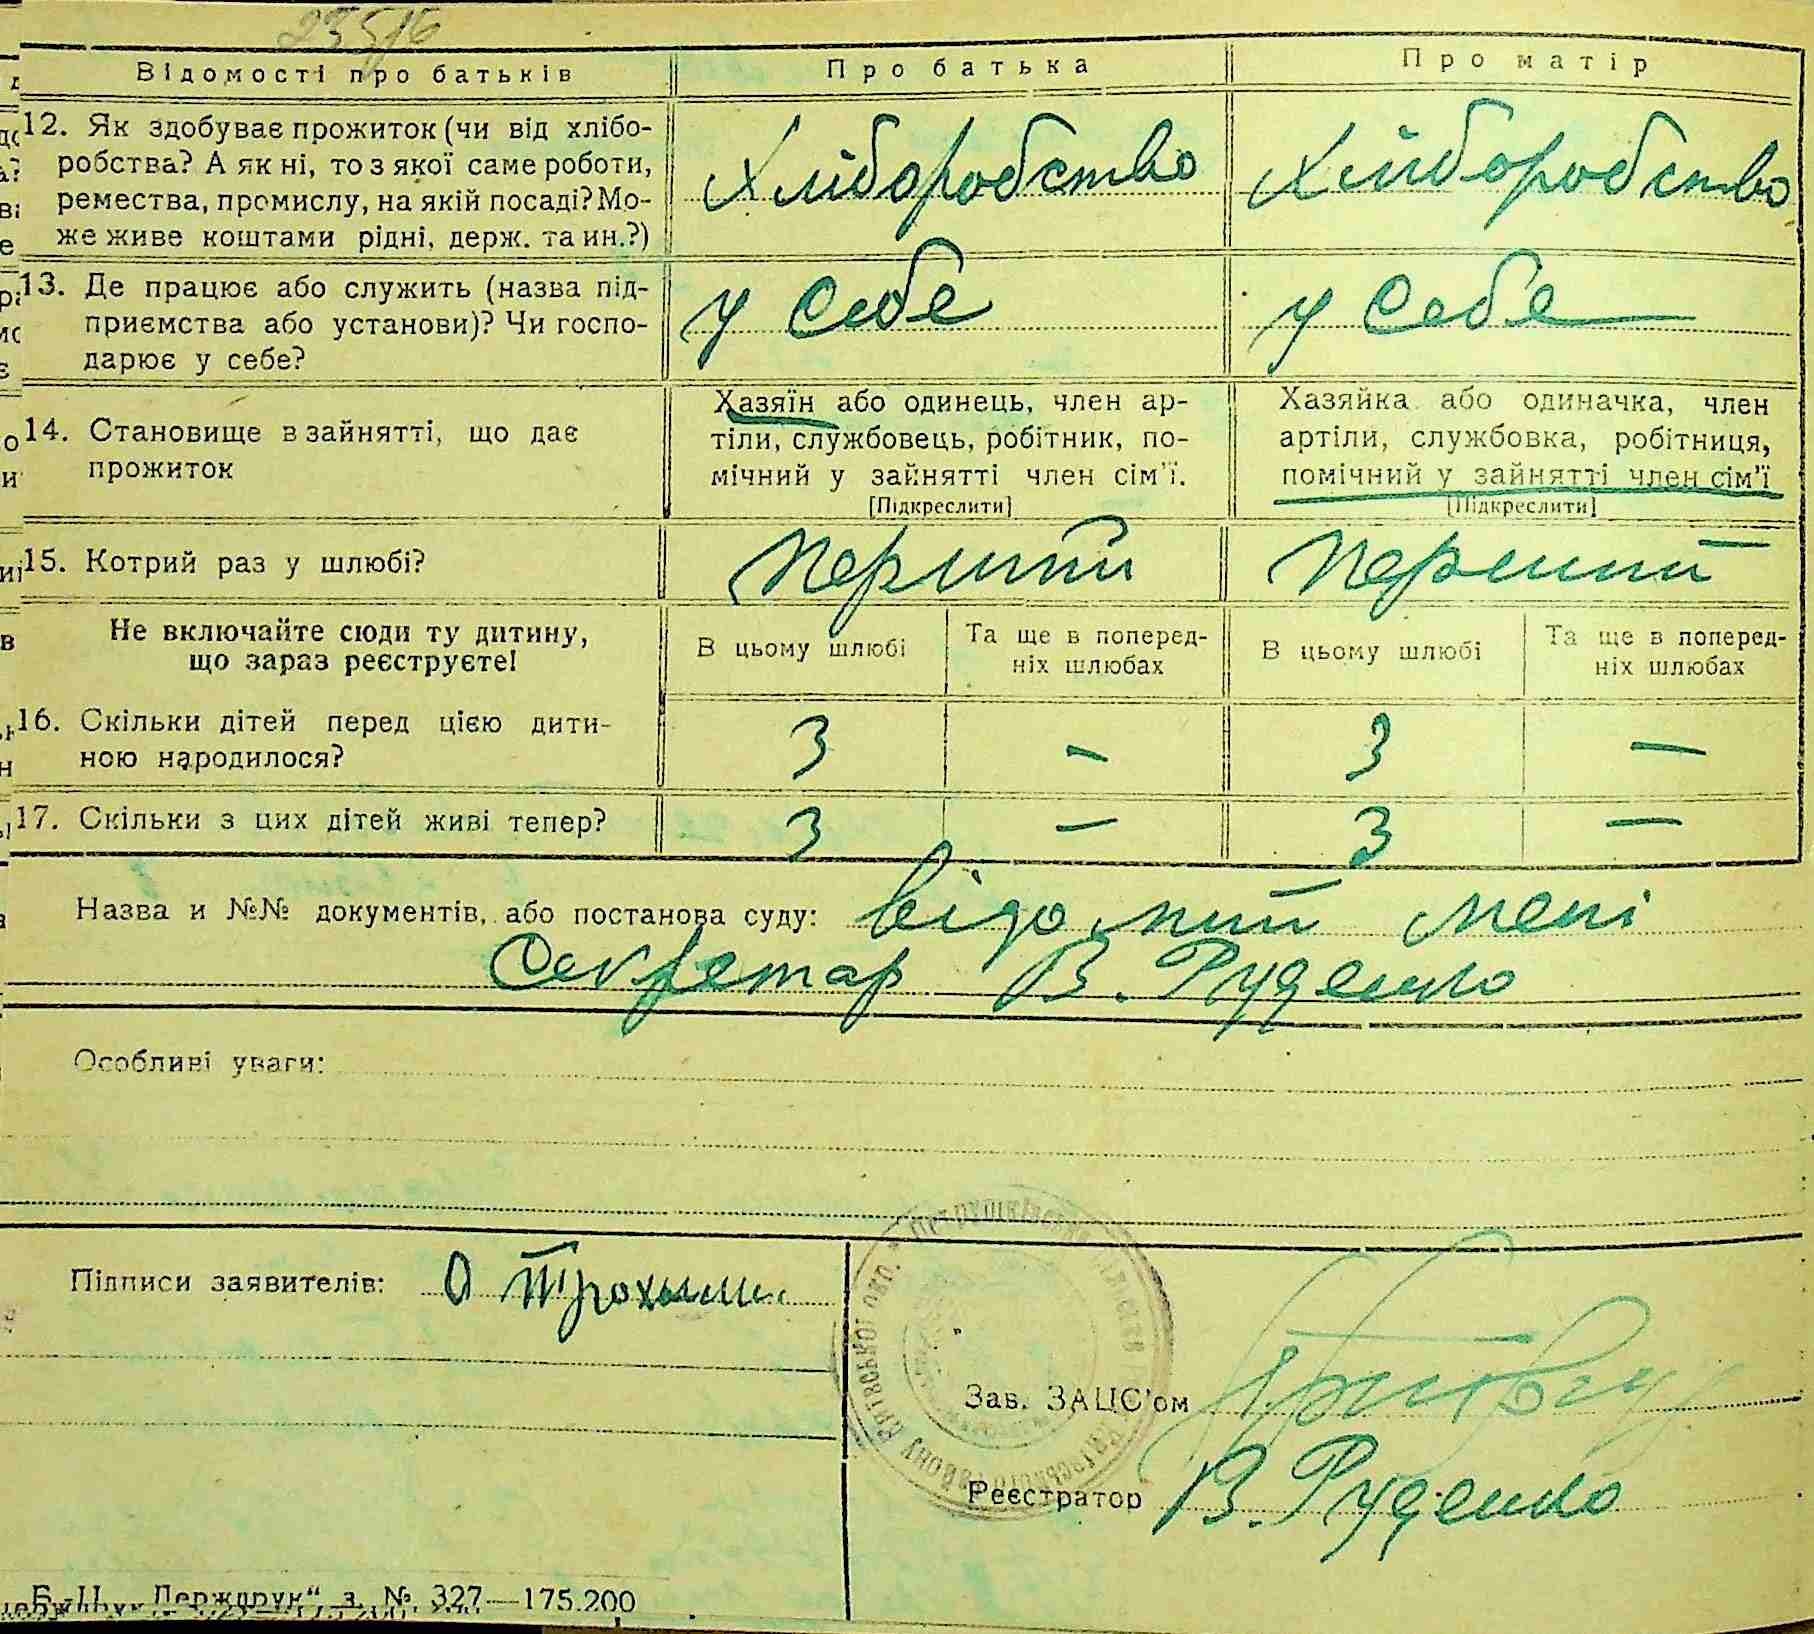 235/6
Відомості про батьків
Про батька
Про матір
12. Як здобуває прожиток (чи від хлібо-
робства? А як ні, то з якої саме роботи,
ремества, промислу, на якій посаді? Мо-
же живе коштами рідні, держ. та ин.?)
Хліборобство
Хліборобство
13. Де працює або служить (назва під-
приємства або установи)? Чи госпо-
дарює у себе?
у себе
у себе
14. Становище в зайнятті, що дає
прожиток
Хазяїн або одинець, член ар-
тіли, службовець, робітник, по-
мічний у зайнятті член сім'ї.
[Підкреслити]
Хазяйка або одиначка, член
артіли, службовка, робітниця,
помічний у зайнятті член сім'ї
[Підкреслити]
15. Котрий раз у шлюбі?
перший
перший
Не включайте сюди ту дитину,
що зараз реєструєте!
В цьому шлюбі
Та ще в поперед-
ніх шлюбах
В цьому шлюбі
Та ще в поперед-
ніх шлюбах
16. Скільки дітей перед цією дити-
ною народилося?
3
—
3
—
17. Скільки з цих дітей живі тепер?
3
—
3
—
Назва и №№ документів, або постанова суду: відомий мені
Секретар В. Руденко
Особливі уваги:
Підписи заявителів: О
Зав. ЗАЦС'ом
Реєстратор В. Руденко
Держдрук“ з. № 327—175.200